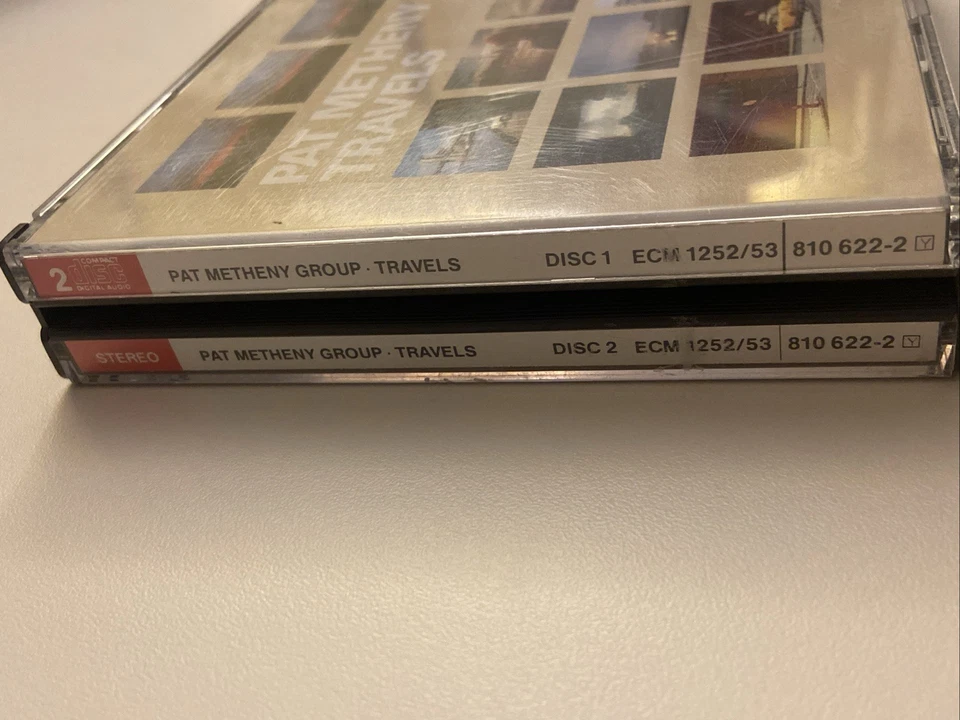 PAT METHENY
TRAVELS
2 COMPACT disc DIGITAL AUDIO PAT METHENY GROUP · TRAVELS DISC 1 ECM 1252/53 810 622-2 Y
STEREO PAT METHENY GROUP · TRAVELS DISC 2 ECM 1252/53 810 622-2 Y